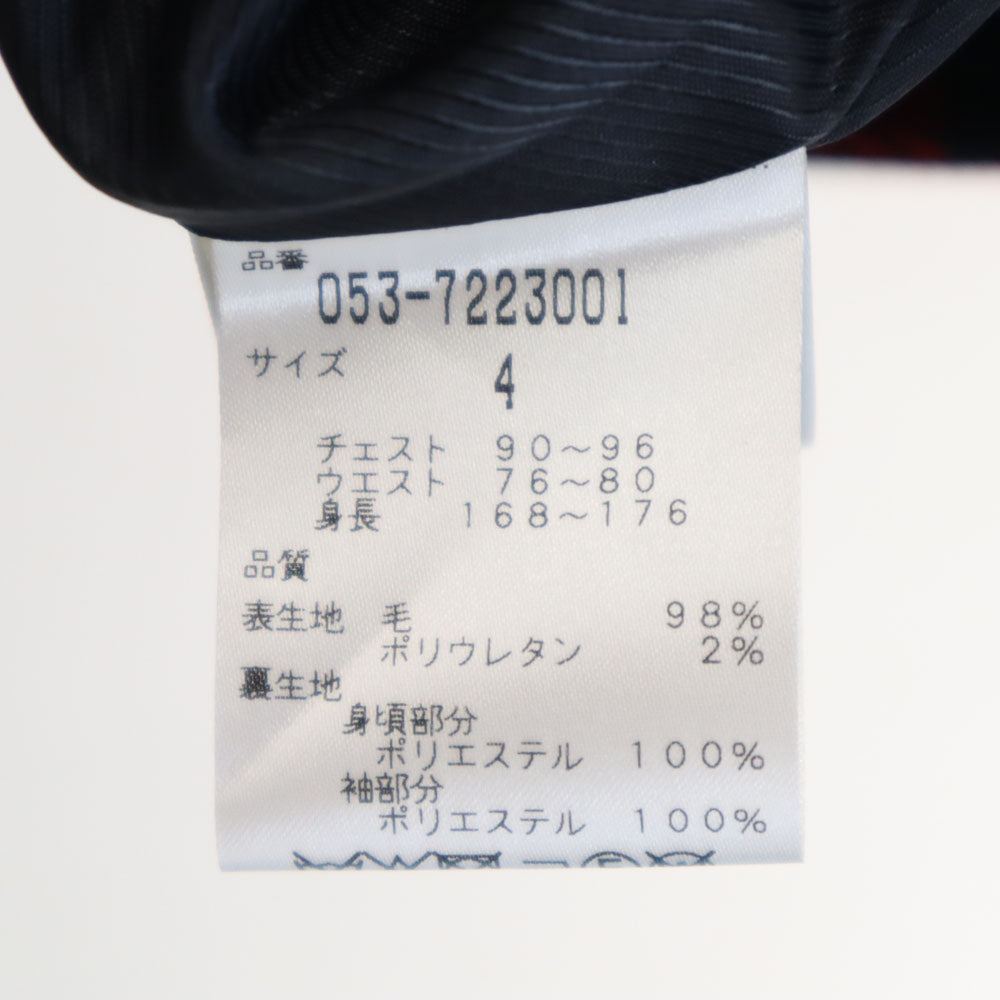 品番
053-7223001
サイズ
4
チェスト 90～96
ウエスト 76～80
身長 168～176
品質
表生地 毛 98%
ポリウレタン 2%
裏生地
身頃部分
ポリエステル 100%
袖部分
ポリエステル 100%